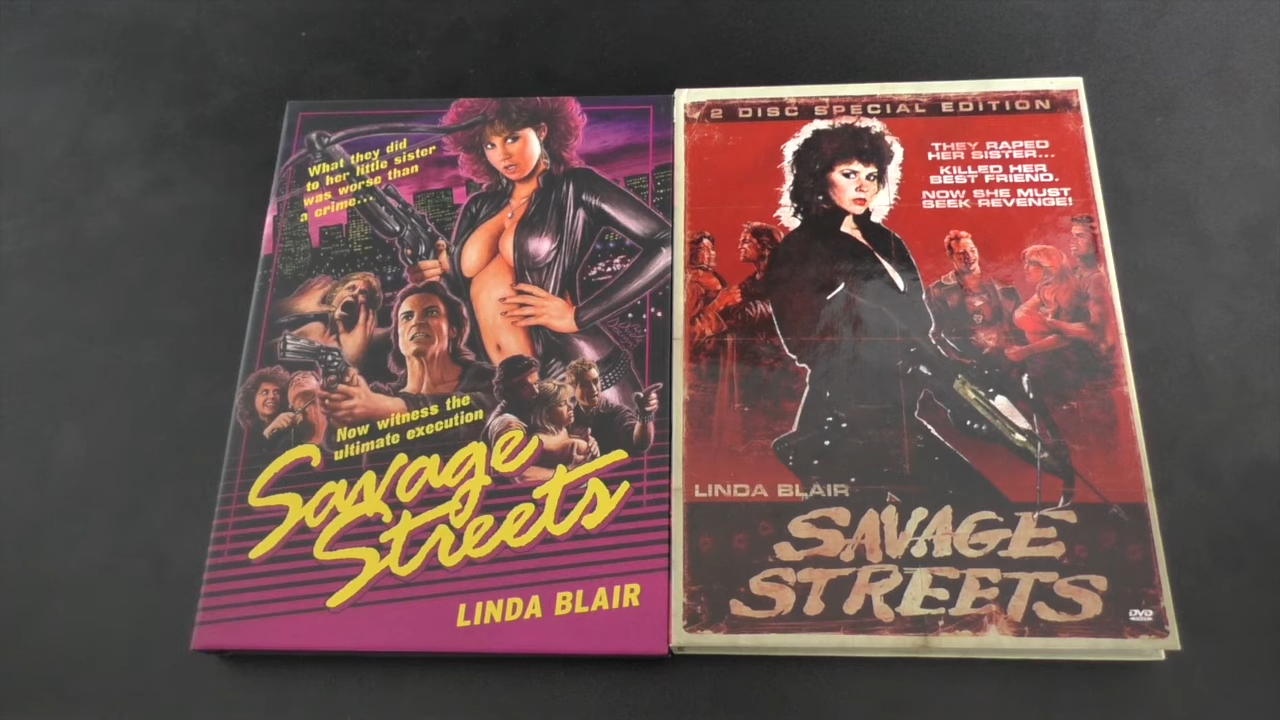 What they did
to her little sister
was worse than
a crime...
Now witness the
ultimate execution
Savage
Streets
LINDA BLAIR
2 DISC SPECIAL EDITION
THEY RAPED
HER SISTER...
KILLED HER
BEST FRIEND.
NOW SHE MUST
SEEK REVENGE!
LINDA BLAIR
SAVAGE
STREETS
DVD